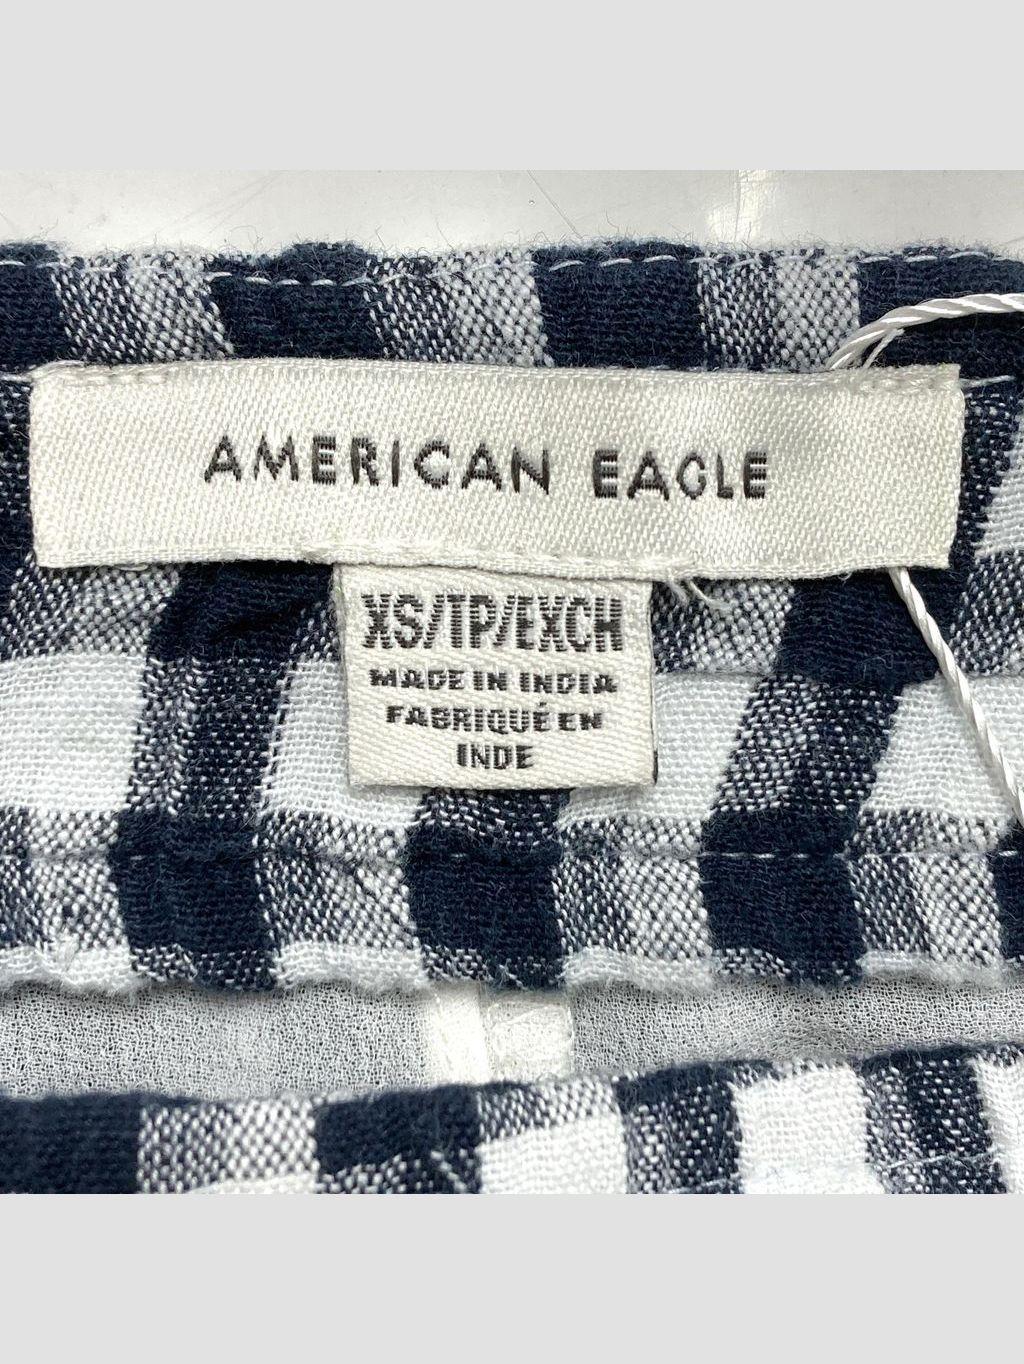 AMERICAN EAGLE
XS/TP/EXCH
MADE IN INDIA
FABRIQUÉ EN
INDE